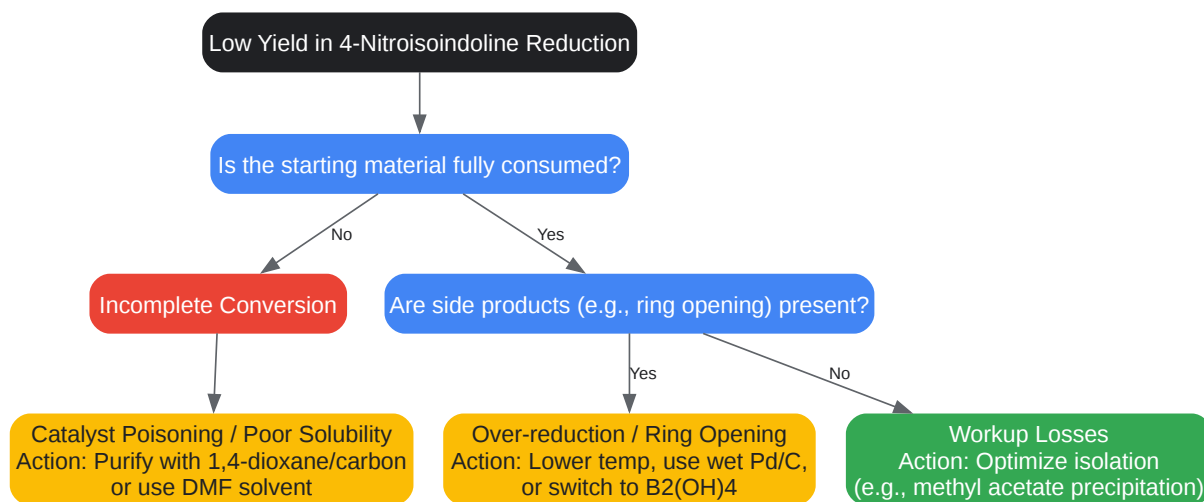 Low Yield in 4-Nitroisoindoline Reduction
Is the starting material fully consumed?
No
Yes
Incomplete Conversion
Are side products (e.g., ring opening) present?
Yes
No
Catalyst Poisoning / Poor Solubility
Action: Purify with 1,4-dioxane/carbon
or use DMF solvent
Over-reduction / Ring Opening
Action: Lower temp, use wet Pd/C,
or switch to B2(OH)4
Workup Losses
Action: Optimize isolation
(e.g., methyl acetate precipitation)